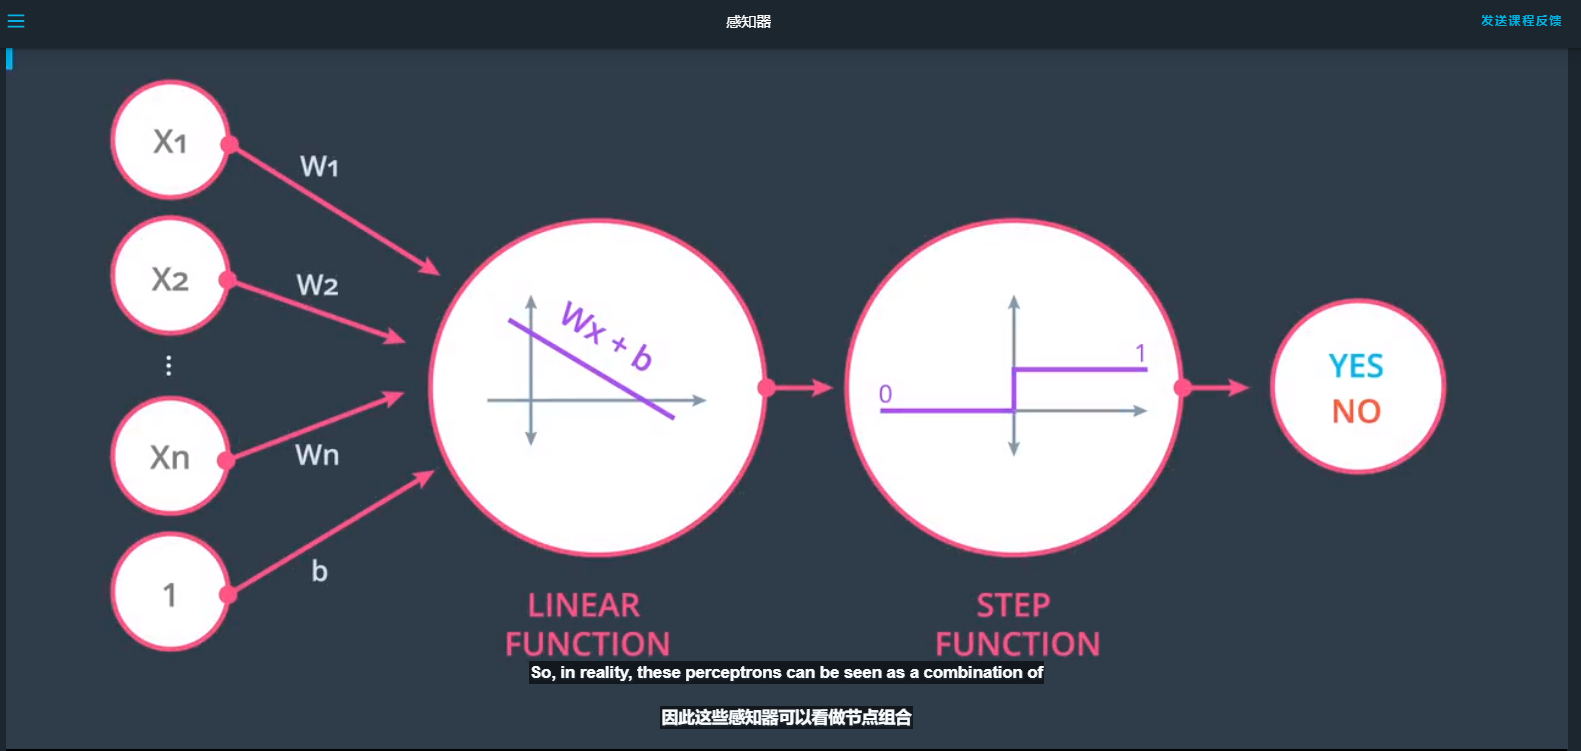 感知器
发送课程反馈
X1
W1
X2
W2
Xn
Wn
1
b
Wx + b
0
1
YES
NO
LINEAR
FUNCTION
STEP
FUNCTION
So, in reality, these perceptrons can be seen as a combination of
因此这些感知器可以看做节点组合